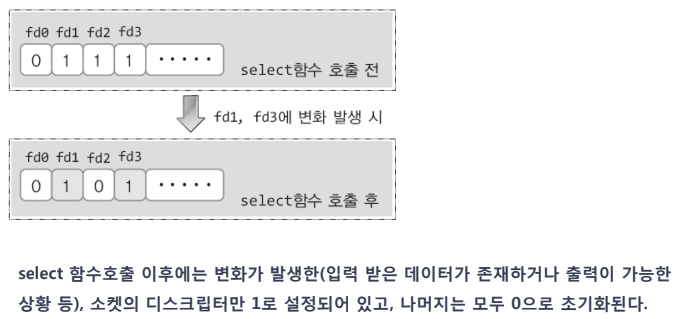 fd0 fd1 fd2 fd3
0 1 1 1 · · · · ·
select함수 호출 전
fd1, fd3에 변화 발생 시
fd0 fd1 fd2 fd3
0 1 0 1 · · · · ·
select함수 호출 후
select 함수호출 이후에는 변화가 발생한(입력 받은 데이터가 존재하거나 출력이 가능한
상황 등), 소켓의 디스크립터만 1로 설정되어 있고, 나머지는 모두 0으로 초기화된다.